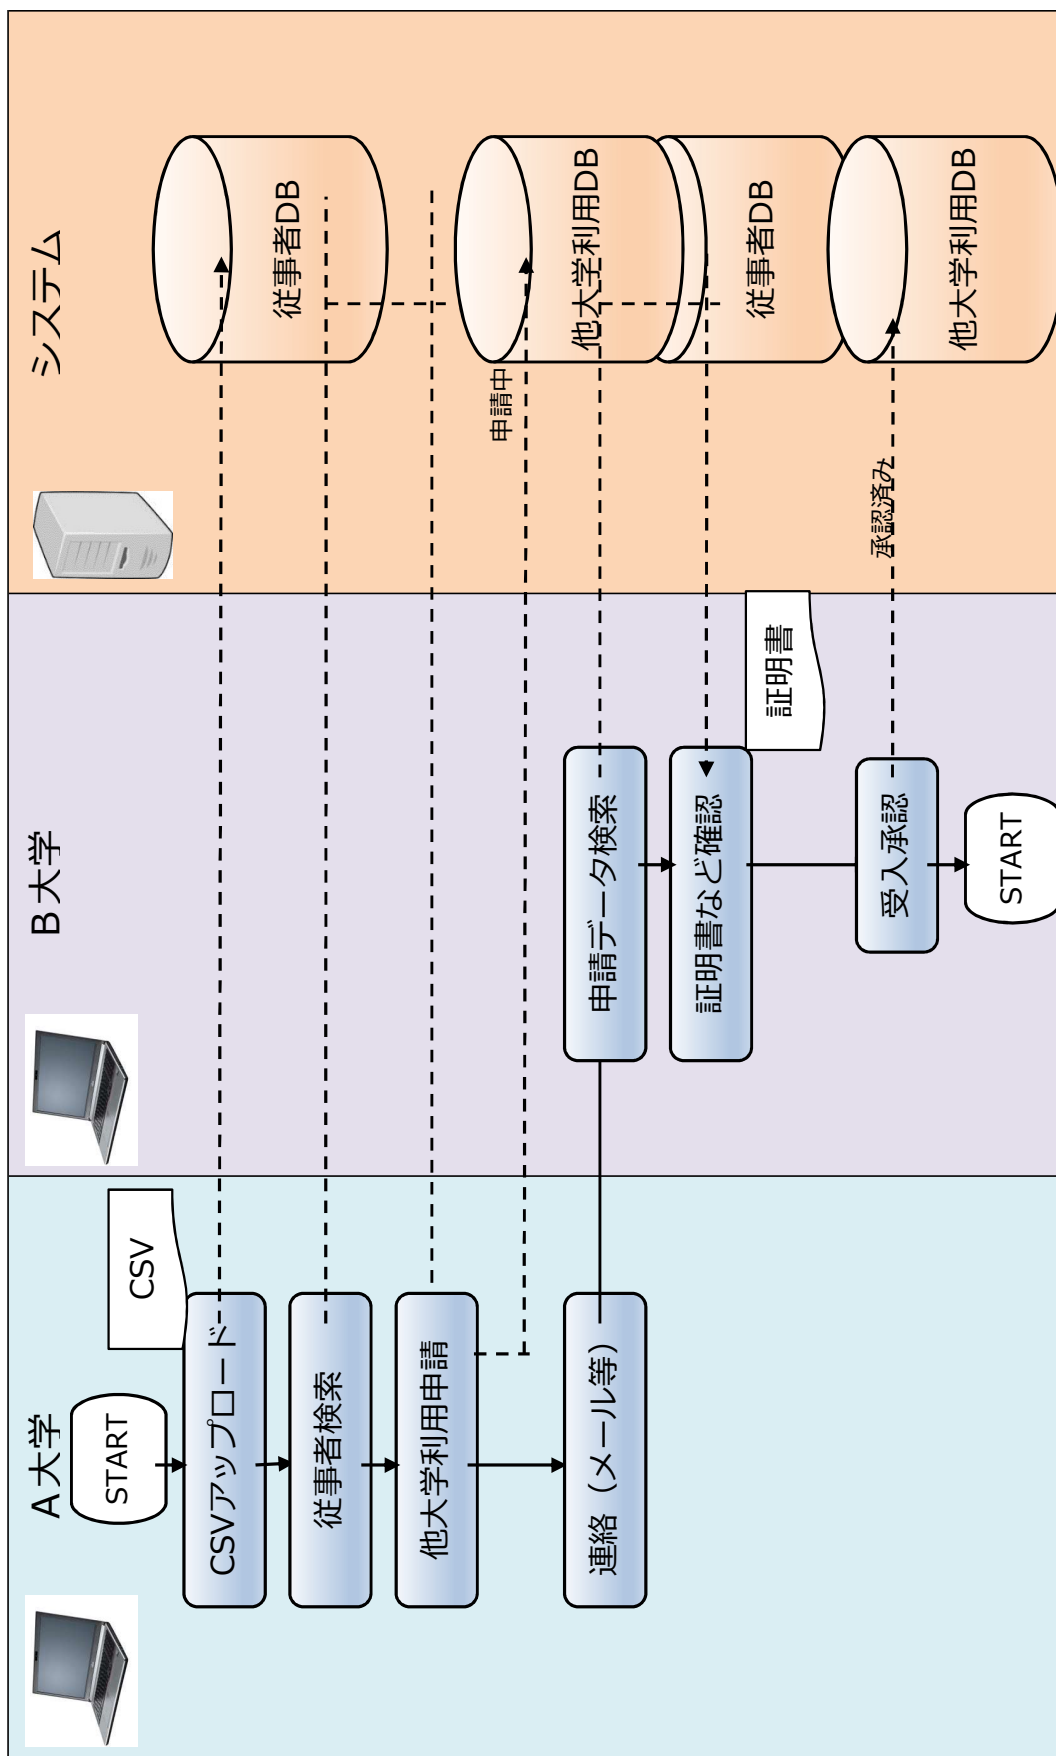 A大学
B大学
システム
START
CSV
CSVアップロード
従事者DB
従事者検索
他大学利用申請
申請中
他大学利用DB
連絡（メール等）
申請データ検索
証明書など確認
証明書
従事者DB
受入承認
承認済み
他大学利用DB
START